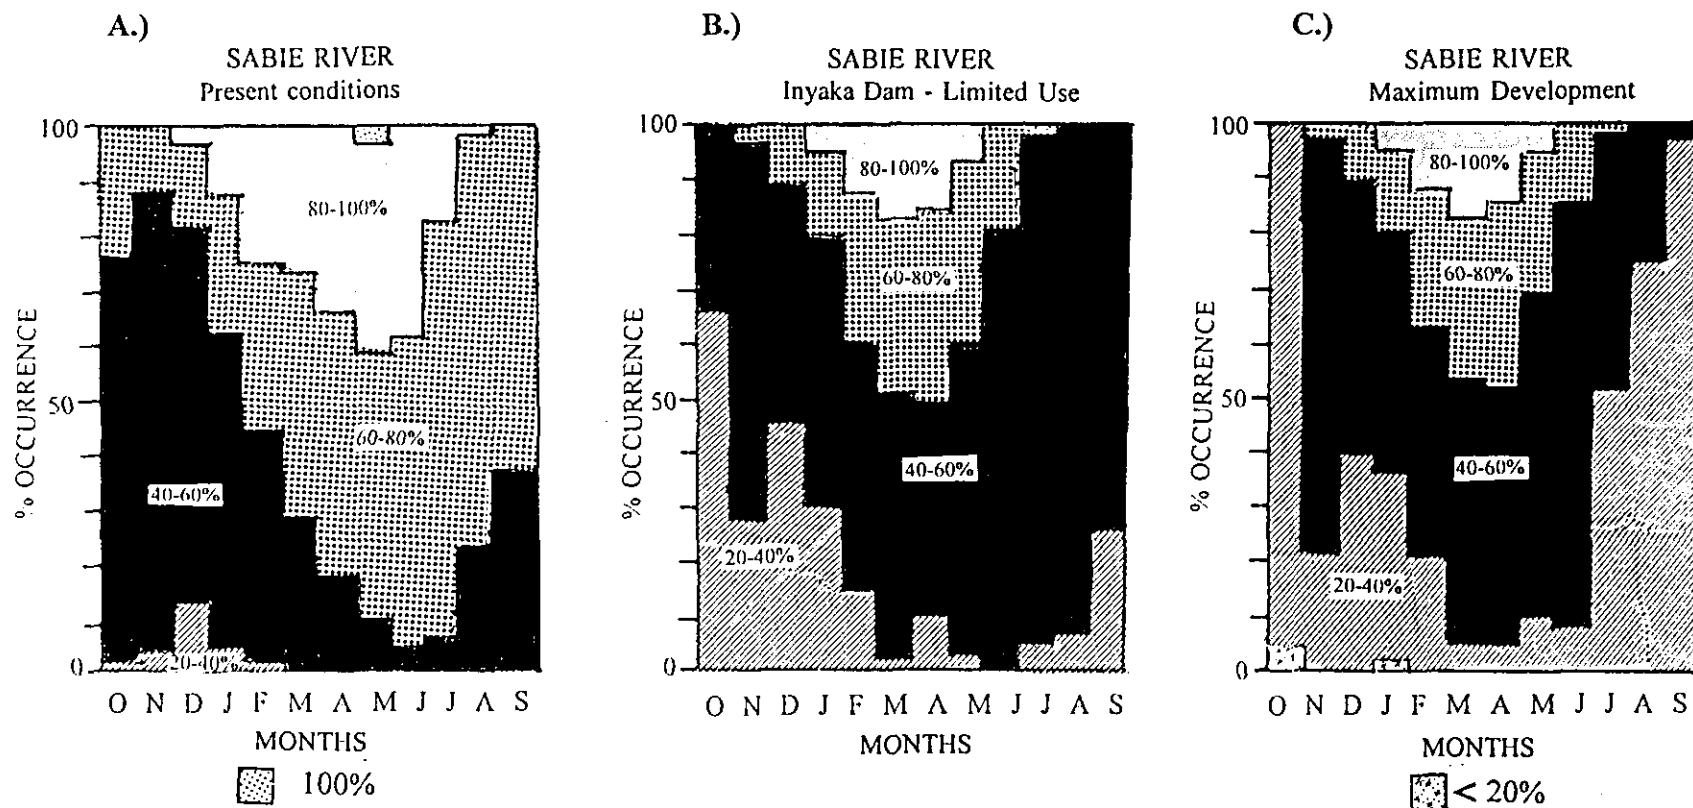 A.)
SABIE RIVER
Present conditions
100
80-100%
% OCCURRENCE
50
60-80%
40-60%
20-40%
0
O N D J F M A M J J A S
MONTHS
100%
B.)
SABIE RIVER
Inyaka Dam - Limited Use
100
80-100%
60-80%
% OCCURRENCE
50
40-60%
20-40%
0
O N D J F M A M J J A S
MONTHS
C.)
SABIE RIVER
Maximum Development
100
80-100%
60-80%
% OCCURRENCE
50
40-60%
20-40%
0
O N D J F M A M J J A S
MONTHS
< 20%